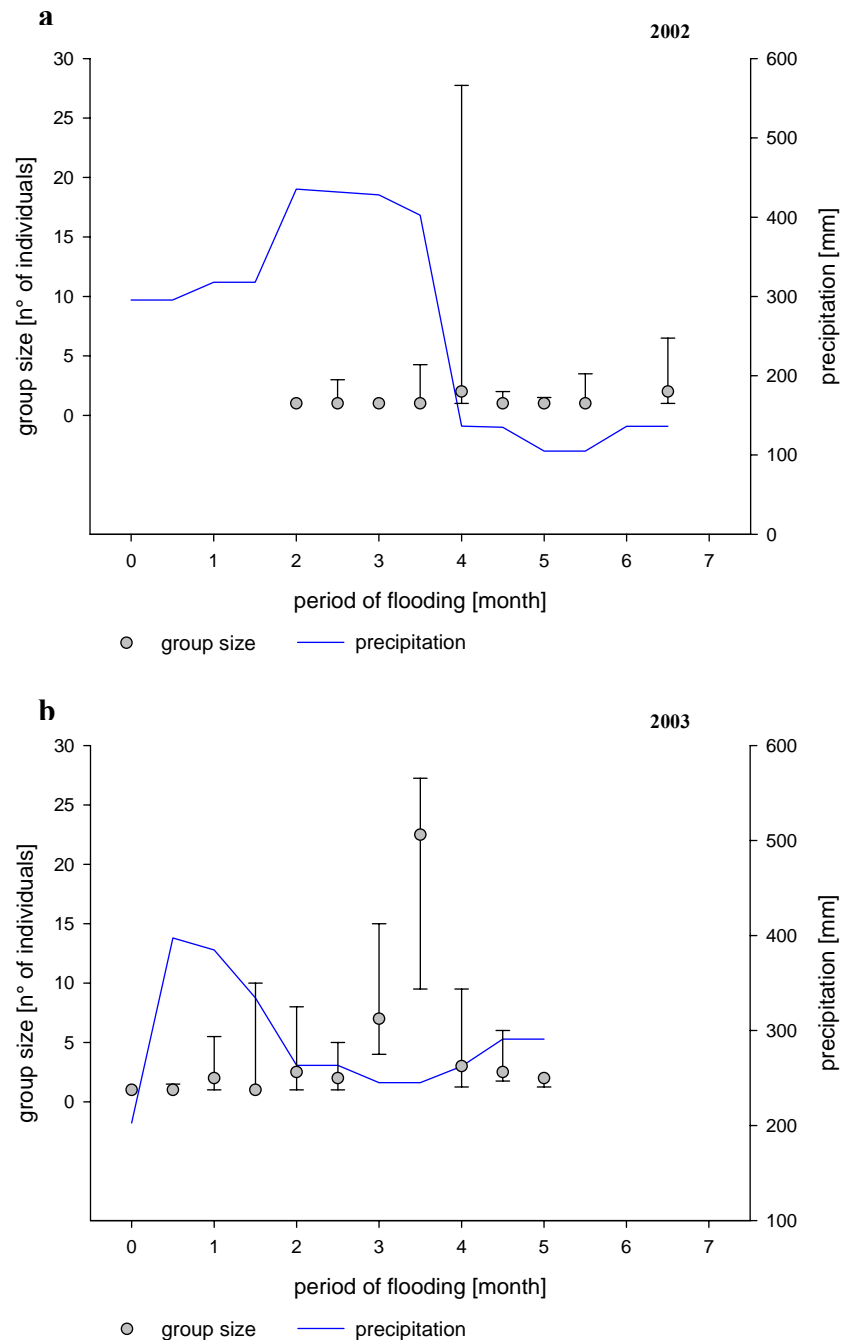 a
2002
30
25
20
15
10
5
0
group size [n° of individuals]
600
500
400
300
200
100
0
precipitation [mm]
0 1 2 3 4 5 6 7
period of flooding [month]
group size precipitation
b
2003
30
25
20
15
10
5
0
group size [n° of individuals]
600
500
400
300
200
100
precipitation [mm]
0 1 2 3 4 5 6 7
period of flooding [month]
group size precipitation